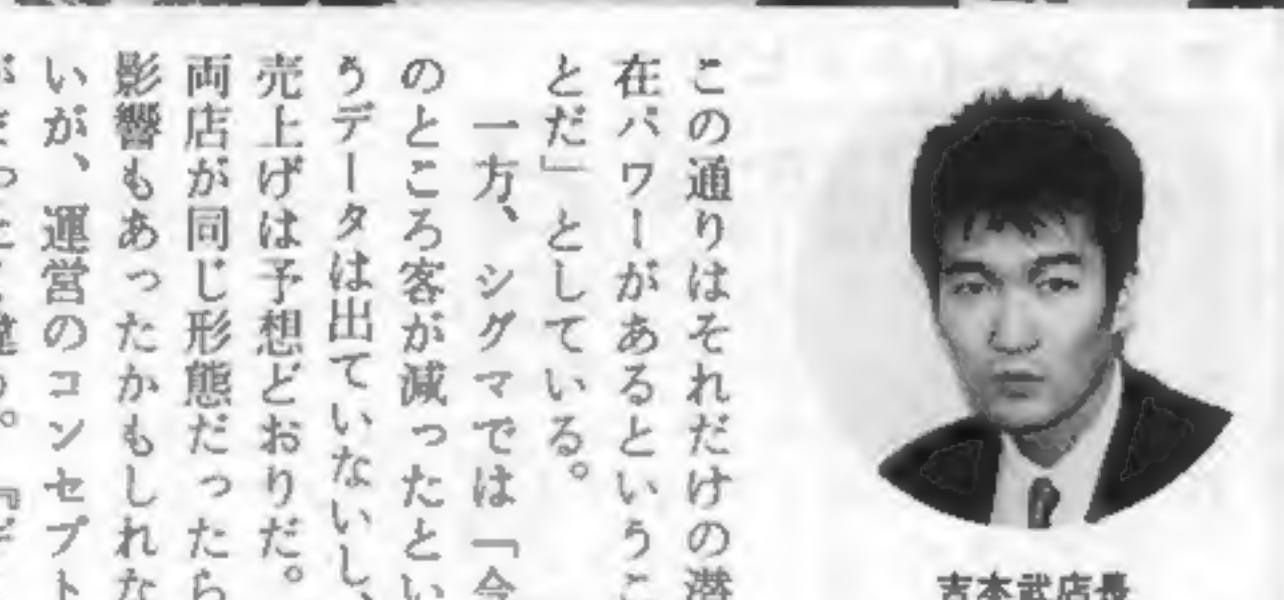 この通りはそれだけの潜
在パワーがあるというこ
とだ」としている。
一方、シグマでは「今
のところ客が減ったとい
うデータは出ていないし、
売上げは予想どおりだ。
両店が同じ形態だったら
影響もあったかもしれな
いが、運営のコンセプト
吉本武店長